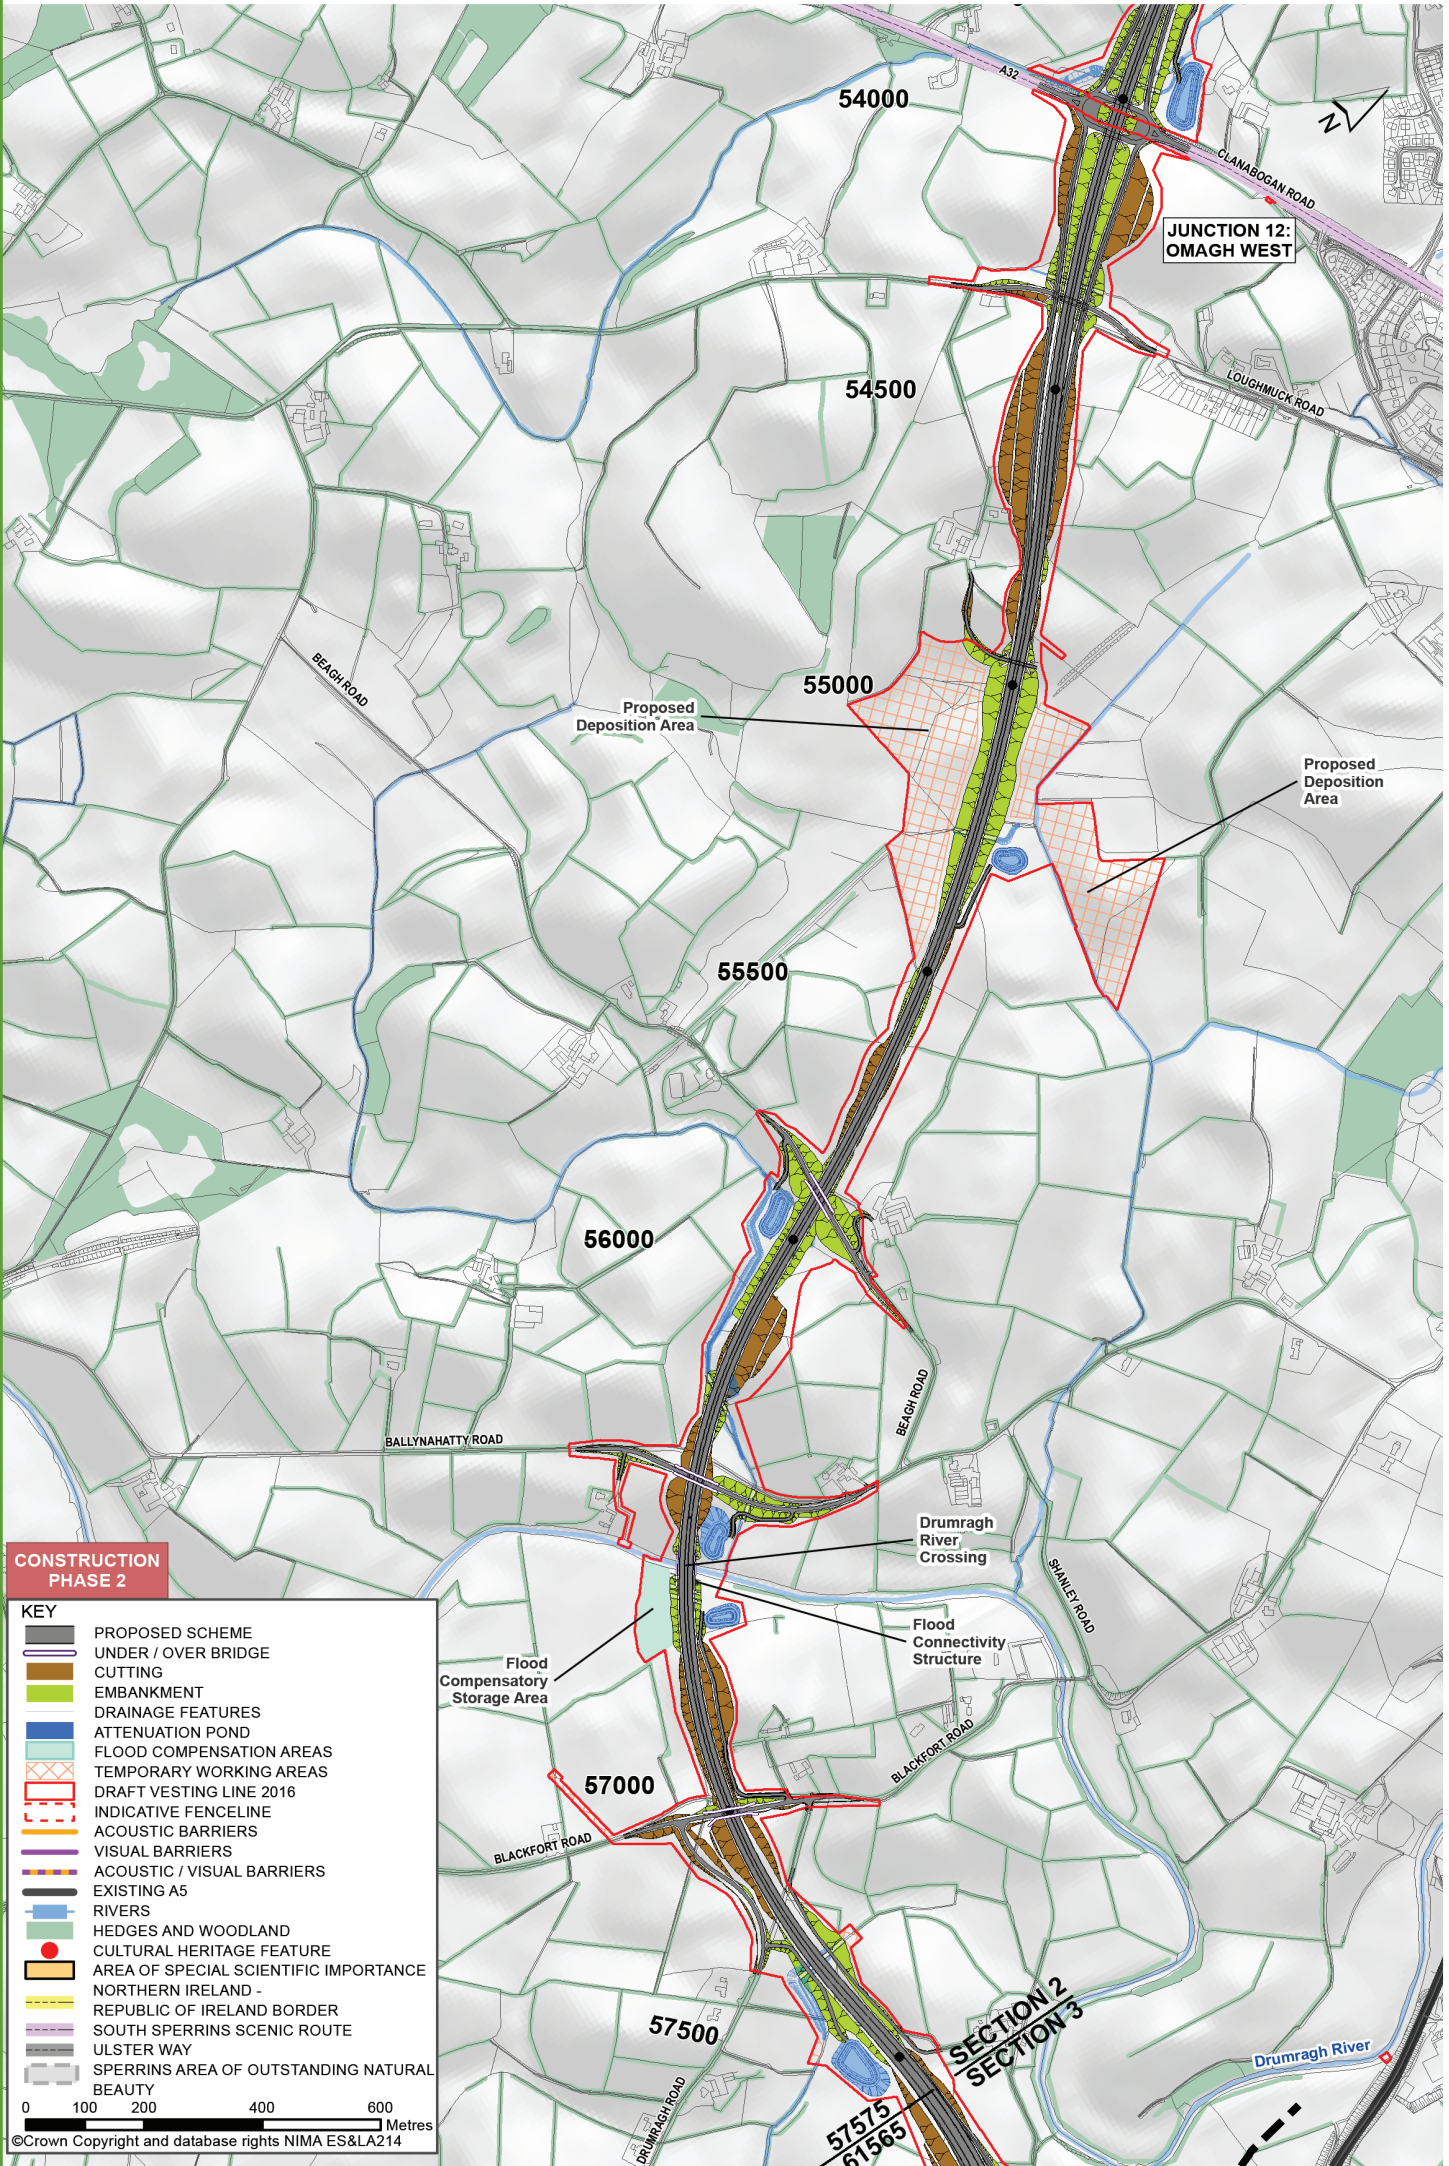 A32
54000
N
CLANABOGAN ROAD
JUNCTION 12:
OMAGH WEST
54500
LOUGHMUCK ROAD
BEAGH ROAD
55000
Proposed
Deposition Area
Proposed
Deposition
Area
55500
56000
BEAGH ROAD
BALLYNAHATTY ROAD
Drumragh
River
Crossing
SHANLEY ROAD
Flood
Connectivity
Structure
Flood
Compensatory
Storage Area
BLACKFORT ROAD
57000
BLACKFORT ROAD
57500
SECTION 2
SECTION 3
Drumragh River
DRUMRAGH ROAD
57575
61565
CONSTRUCTION
PHASE 2
KEY
PROPOSED SCHEME
UNDER / OVER BRIDGE
CUTTING
EMBANKMENT
DRAINAGE FEATURES
ATTENUATION POND
FLOOD COMPENSATION AREAS
TEMPORARY WORKING AREAS
DRAFT VESTING LINE 2016
INDICATIVE FENCELINE
ACOUSTIC BARRIERS
VISUAL BARRIERS
ACOUSTIC / VISUAL BARRIERS
EXISTING A5
RIVERS
HEDGES AND WOODLAND
CULTURAL HERITAGE FEATURE
AREA OF SPECIAL SCIENTIFIC IMPORTANCE
NORTHERN IRELAND -
REPUBLIC OF IRELAND BORDER
SOUTH SPERRINS SCENIC ROUTE
ULSTER WAY
SPERRINS AREA OF OUTSTANDING NATURAL
BEAUTY
0 100 200 400 600
Metres
©Crown Copyright and database rights NIMA ES&LA214